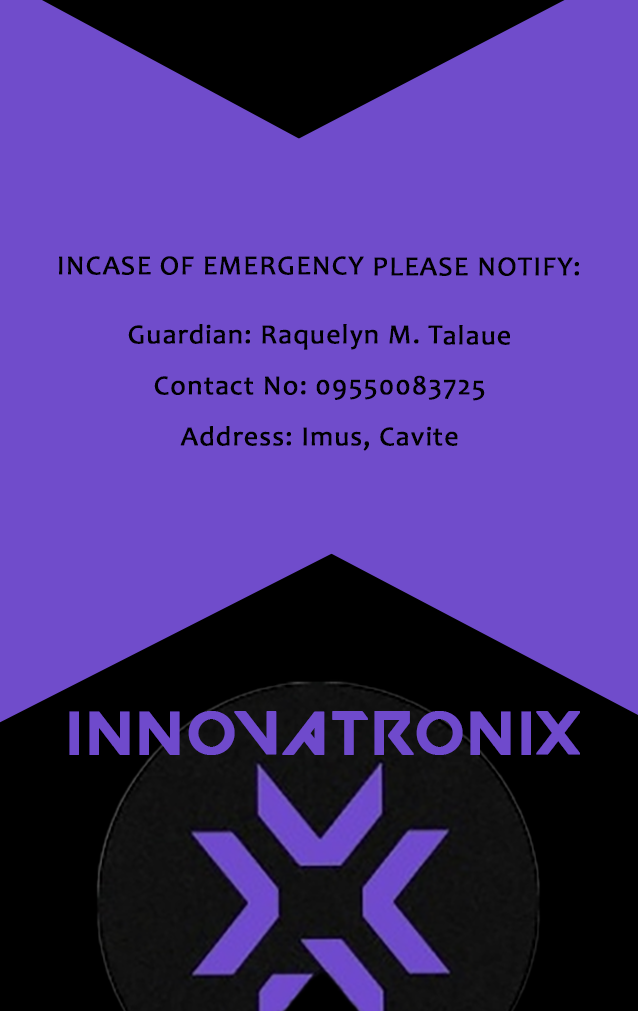 INCASE OF EMERGENCY PLEASE NOTIFY:
Guardian: Raquelyn M. Talaue
Contact No: 09550083725
Address: Imus, Cavite
INNOVATRONIX